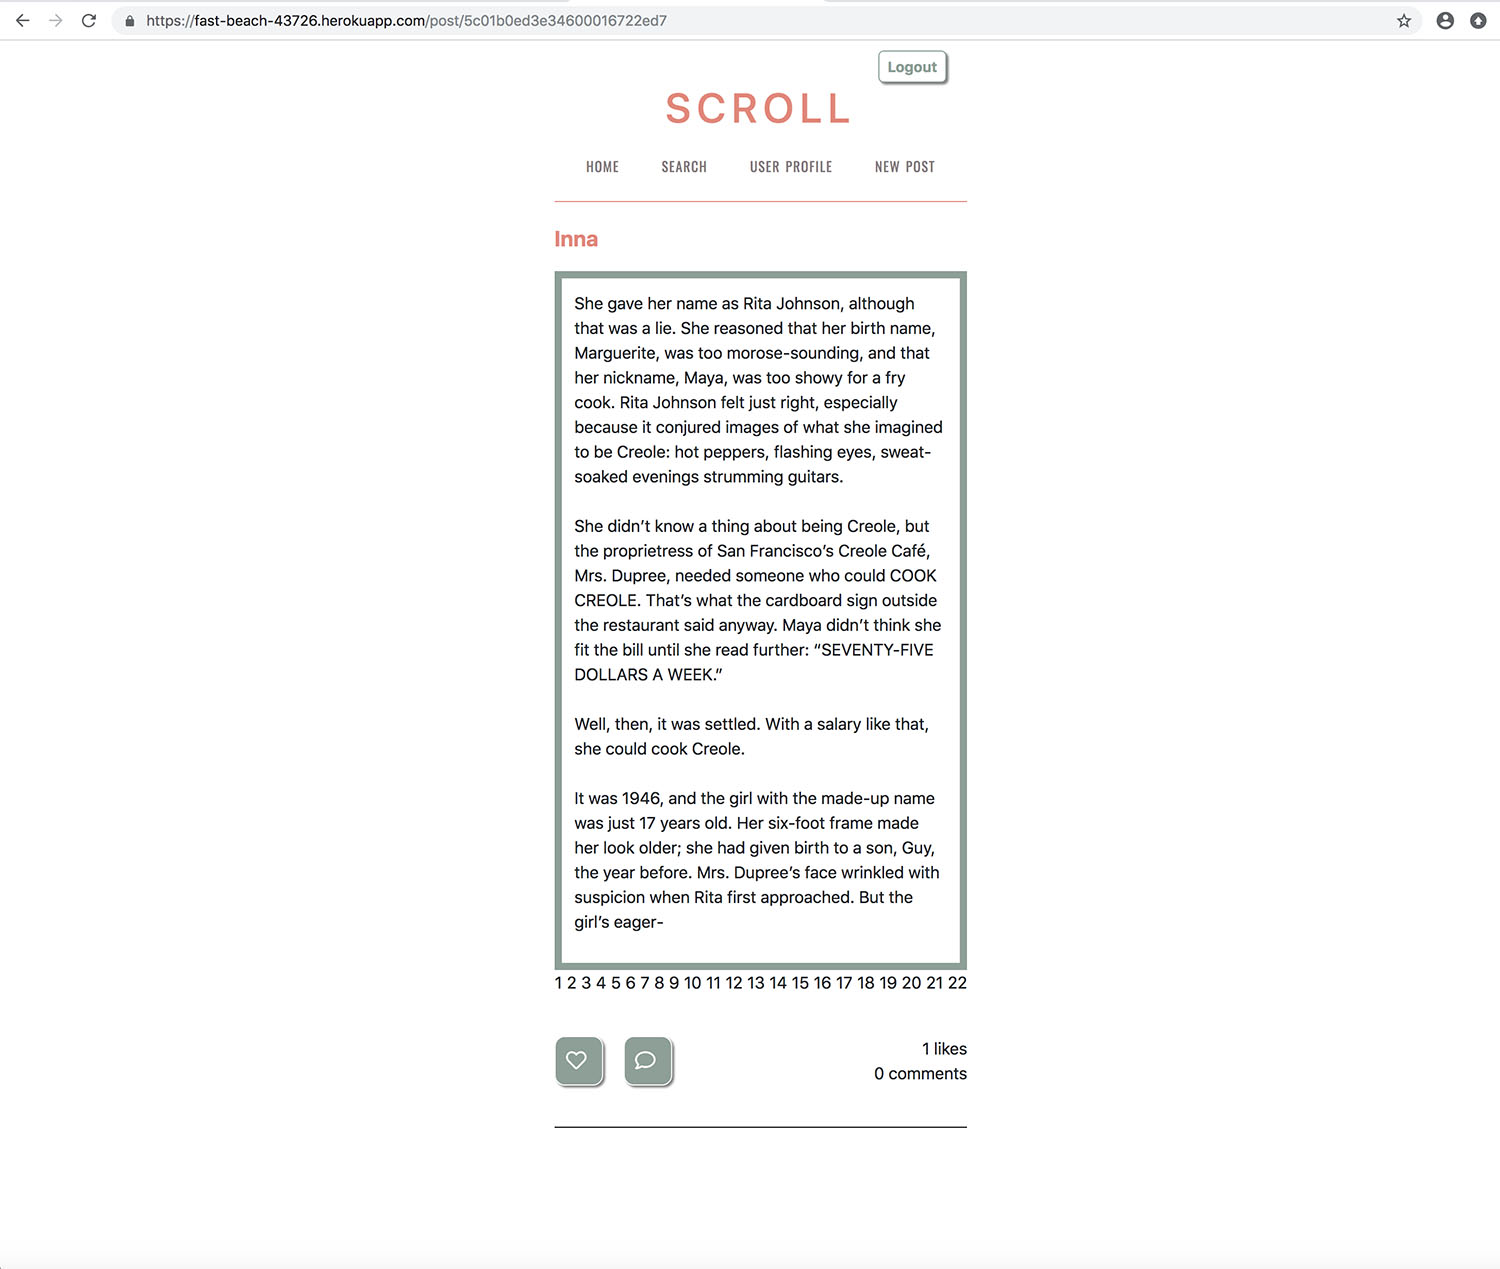 https://fast-beach-43726.herokuapp.com/post/5c01b0ed3e34600016722ed7
Logout
SCROLL
HOME SEARCH USER PROFILE NEW POST
Inna
She gave her name as Rita Johnson, although
that was a lie. She reasoned that her birth name,
Marguerite, was too morose-sounding, and that
her nickname, Maya, was too showy for a fry
cook. Rita Johnson felt just right, especially
because it conjured images of what she imagined
to be Creole: hot peppers, flashing eyes, sweat-
soaked evenings strumming guitars.
She didn’t know a thing about being Creole, but
the proprietress of San Francisco’s Creole Café,
Mrs. Dupree, needed someone who could COOK
CREOLE. That’s what the cardboard sign outside
the restaurant said anyway. Maya didn’t think she
fit the bill until she read further: “SEVENTY-FIVE
DOLLARS A WEEK.”
Well, then, it was settled. With a salary like that,
she could cook Creole.
It was 1946, and the girl with the made-up name
was just 17 years old. Her six-foot frame made
her look older; she had given birth to a son, Guy,
the year before. Mrs. Dupree’s face wrinkled with
suspicion when Rita first approached. But the
girl’s eager-
1 2 3 4 5 6 7 8 9 10 11 12 13 14 15 16 17 18 19 20 21 22
1 likes
0 comments